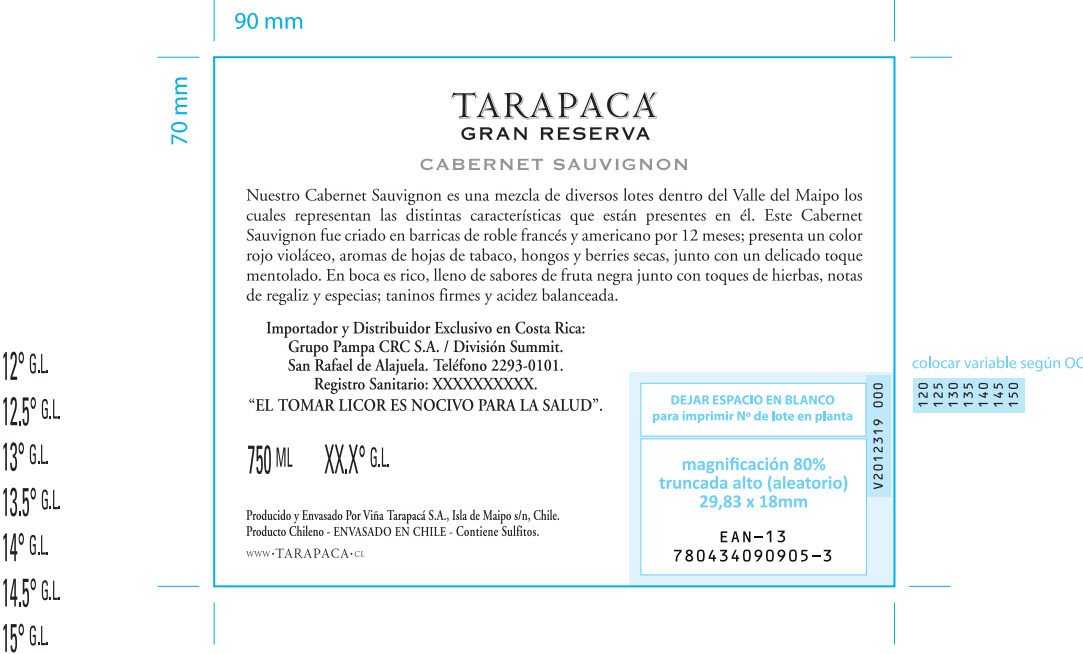 90 mm
70 mm
TARAPACÁ
GRAN RESERVA
CABERNET SAUVIGNON
Nuestro Cabernet Sauvignon es una mezcla de diversos lotes dentro del Valle del Maipo los
cuales representan las distintas características que están presentes en él. Este Cabernet
Sauvignon fue criado en barricas de roble francés y americano por 12 meses; presenta un color
rojo violáceo, aromas de hojas de tabaco, hongos y berries secas, junto con un delicado toque
mentolado. En boca es rico, lleno de sabores de fruta negra junto con toques de hierbas, notas
de regaliz y especias; taninos firmes y acidez balanceada.
Importador y Distribuidor Exclusivo en Costa Rica:
Grupo Pampa CRC S.A. / División Summit.
San Rafael de Alajuela. Teléfono 2293-0101.
Registro Sanitario: XXXXXXXXXX.
“EL TOMAR LICOR ES NOCIVO PARA LA SALUD”.
750 ML XX.X° G.L.
Producido y Envasado Por Viña Tarapacá S.A., Isla de Maipo s/n, Chile.
Producto Chileno - ENVASADO EN CHILE - Contiene Sulfitos.
WWW·TARAPACA·CL
DEJAR ESPACIO EN BLANCO
para imprimir Nº de lote en planta
magnificación 80%
truncada alto (aleatorio)
29,83 x 18mm
EAN-13
780434090905-3
V2012319 000
colocar variable según OC
120
125
130
135
140
145
150
12° G.L.
12.5° G.L.
13° G.L.
13.5° G.L.
14° G.L.
14.5° G.L.
15° G.L.